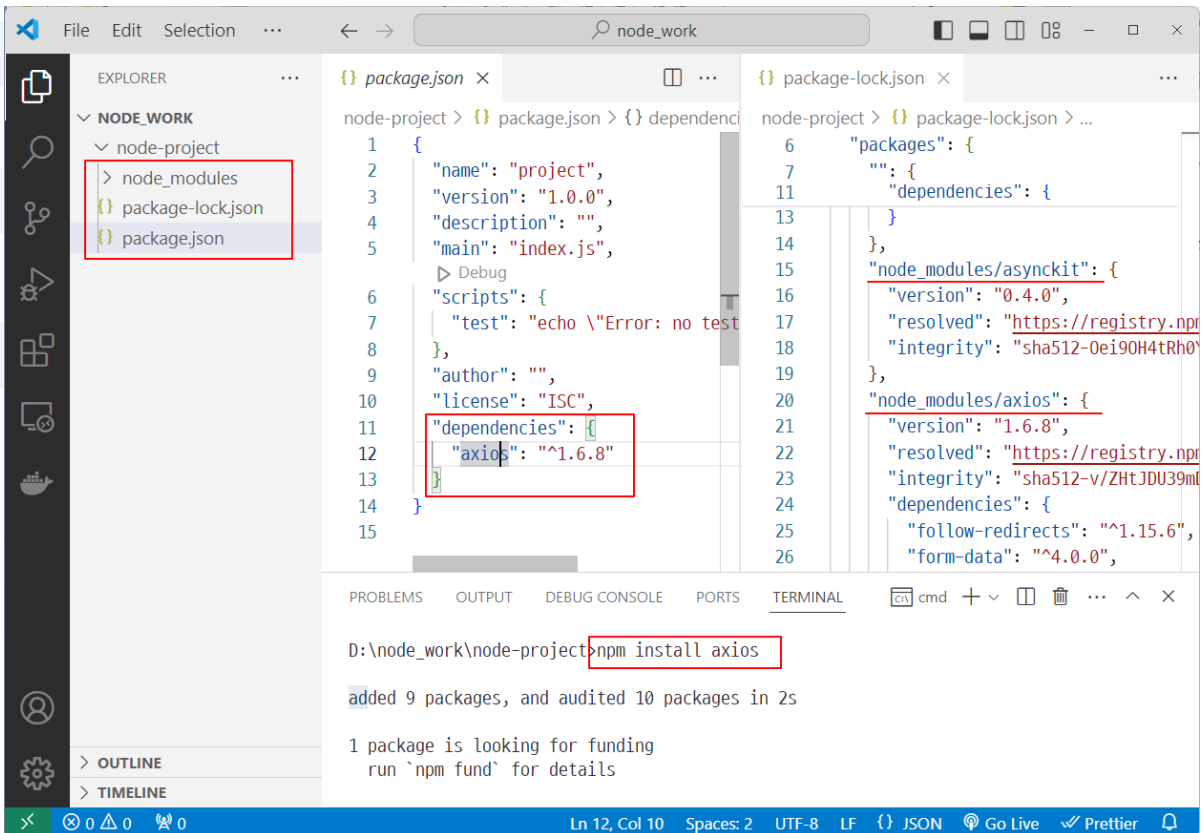 File Edit Selection ···
node_work
EXPLORER ···
NODE_WORK
node-project
node_modules
{} package-lock.json
{} package.json
OUTLINE
TIMELINE
{} package.json
···
node-project > {} package.json > {} dependenci
1 {
2 "name": "project",
3 "version": "1.0.0",
4 "description": "",
5 "main": "index.js",
Debug
6 "scripts": {
7 "test": "echo \"Error: no test
8 },
9 "author": "",
10 "license": "ISC",
11 "dependencies": {
12 "axios": "^1.6.8"
13 }
14 }
15
{} package-lock.json
···
node-project > {} package-lock.json > ...
6 "packages": {
7 "": {
11 "dependencies": {
13 }
14 },
15 "node_modules/asynckit": {
16 "version": "0.4.0",
17 "resolved": "https://registry.npm
18 "integrity": "sha512-Oei9OH4tRh0Y
19 },
20 "node_modules/axios": {
21 "version": "1.6.8",
22 "resolved": "https://registry.npm
23 "integrity": "sha512-v/ZHtJDU39m
24 "dependencies": {
25 "follow-redirects": "^1.15.6",
26 "form-data": "^4.0.0",
PROBLEMS OUTPUT DEBUG CONSOLE PORTS TERMINAL cmd ···
D:\node_work\node-project>npm install axios
added 9 packages, and audited 10 packages in 2s
1 package is looking for funding
run `npm fund` for details
0 0 0 Ln 12, Col 10 Spaces: 2 UTF-8 LF {} JSON Go Live Prettier